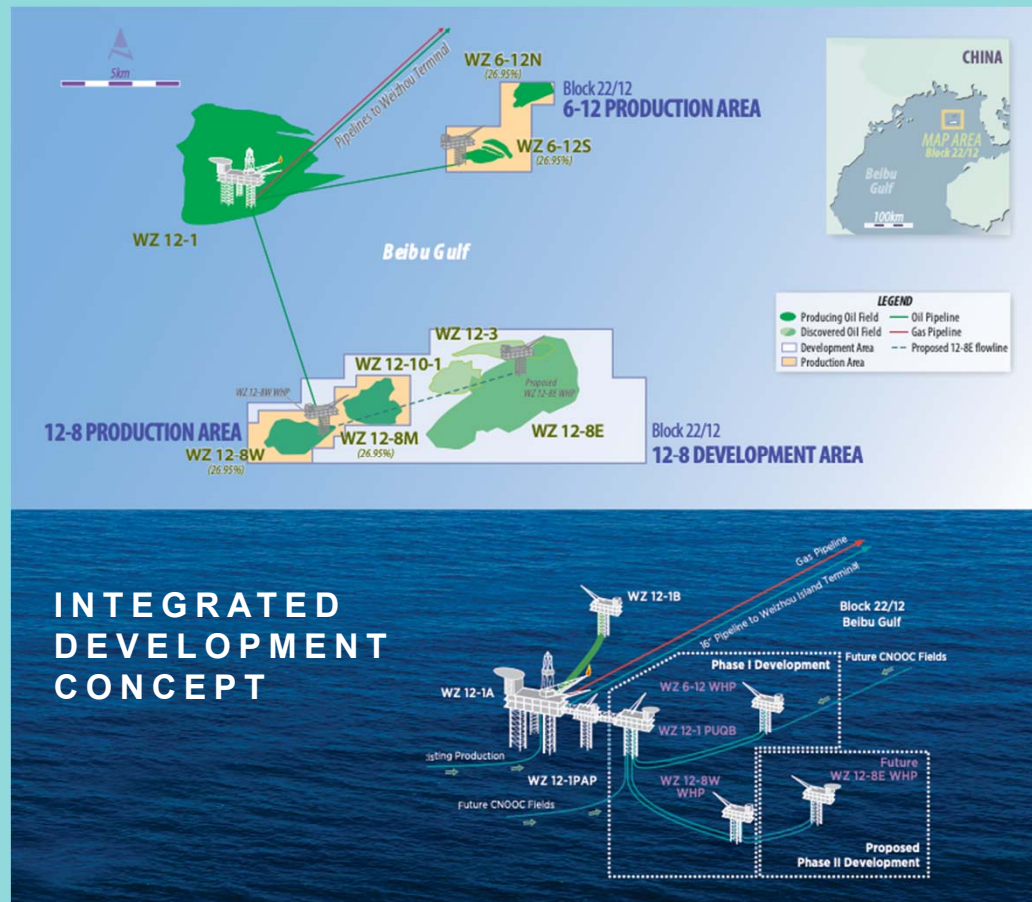 5km
Pipelines to Weizhou Terminal
WZ 6-12N
(26.95%)
Block 22/12
6-12 PRODUCTION AREA
WZ 6-12S
(26.95%)
WZ 12-1
Beibu Gulf
CHINA
MAP AREA
Block 22/12
Beibu
Gulf
100km
LEGEND
Producing Oil Field
Discovered Oil Field
Development Area
Production Area
Oil Pipeline
Gas Pipeline
Proposed 12-8E flowline
WZ 12-3
WZ 12-10-1
WZ 12-8W WHP
Proposed
WZ 12-8E WHP
12-8 PRODUCTION AREA
WZ 12-8W
(26.95%)
WZ 12-8M
(26.95%)
WZ 12-8E
Block 22/12
12-8 DEVELOPMENT AREA
INTEGRATED
DEVELOPMENT
CONCEPT
Gas Pipeline
16" Pipeline to Weizhou Island Terminal
WZ 12-1B
Block 22/12
Beibu Gulf
Phase I Development
Future CNOOC Fields
WZ 12-1A
WZ 6-12 WHP
WZ 12-1 PUQB
isting Production
WZ 12-1PAP
WZ 12-8W
WHP
Future
WZ 12-8E WHP
Future CNOOC Fields
Proposed
Phase II Development